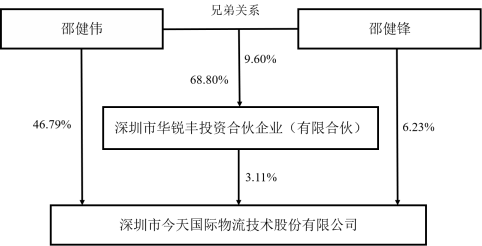 兄弟关系
邵健伟
邵健锋
9.60%
68.80%
46.79%
深圳市华锐丰投资合伙企业（有限合伙）
6.23%
3.11%
深圳市今天国际物流技术股份有限公司